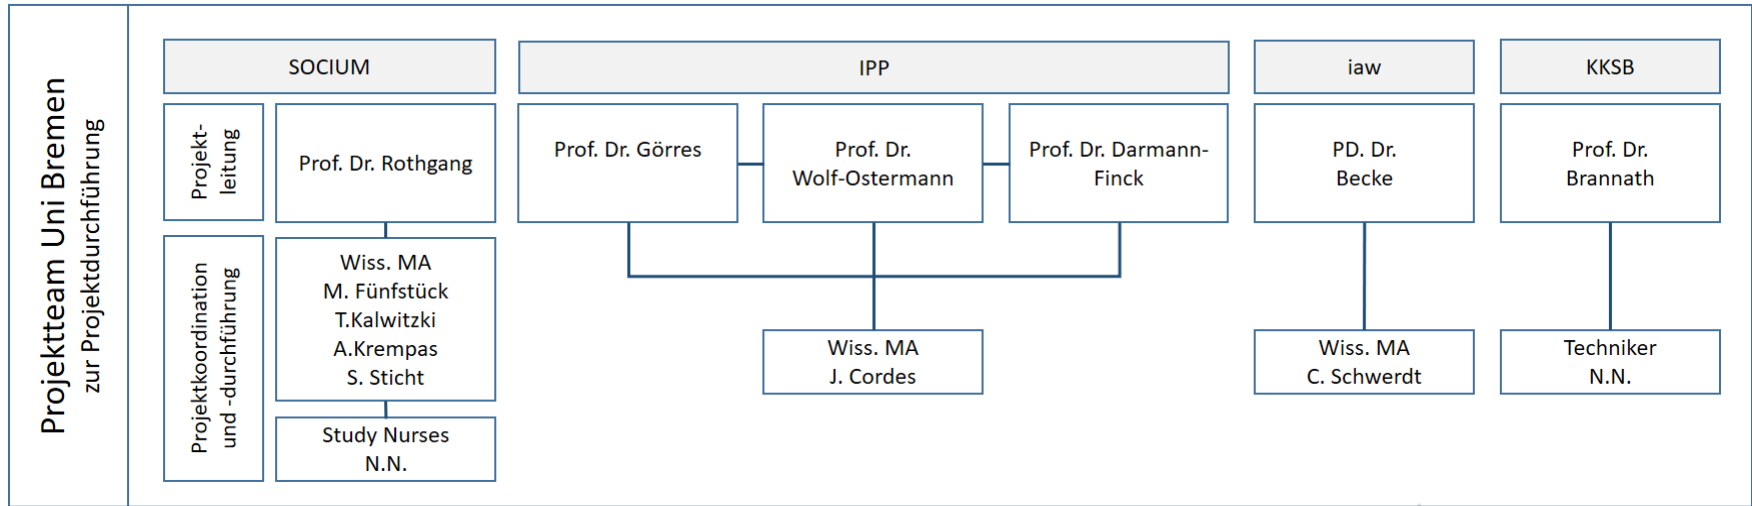 Projektteam Uni Bremen
zur Projektdurchführung
SOCIUM
Projekt-
leitung
Prof. Dr. Rothgang
Projektkoordination
und -durchführung
Wiss. MA
M. Fünfstück
T.Kalwitzki
A.Krempas
S. Sticht
Study Nurses
N.N.
IPP
Prof. Dr. Görres
Prof. Dr.
Wolf-Ostermann
Prof. Dr. Darmann-
Finck
Wiss. MA
J. Cordes
iaw
PD. Dr.
Becke
Wiss. MA
C. Schwerdt
KKSB
Prof. Dr.
Brannath
Techniker
N.N.